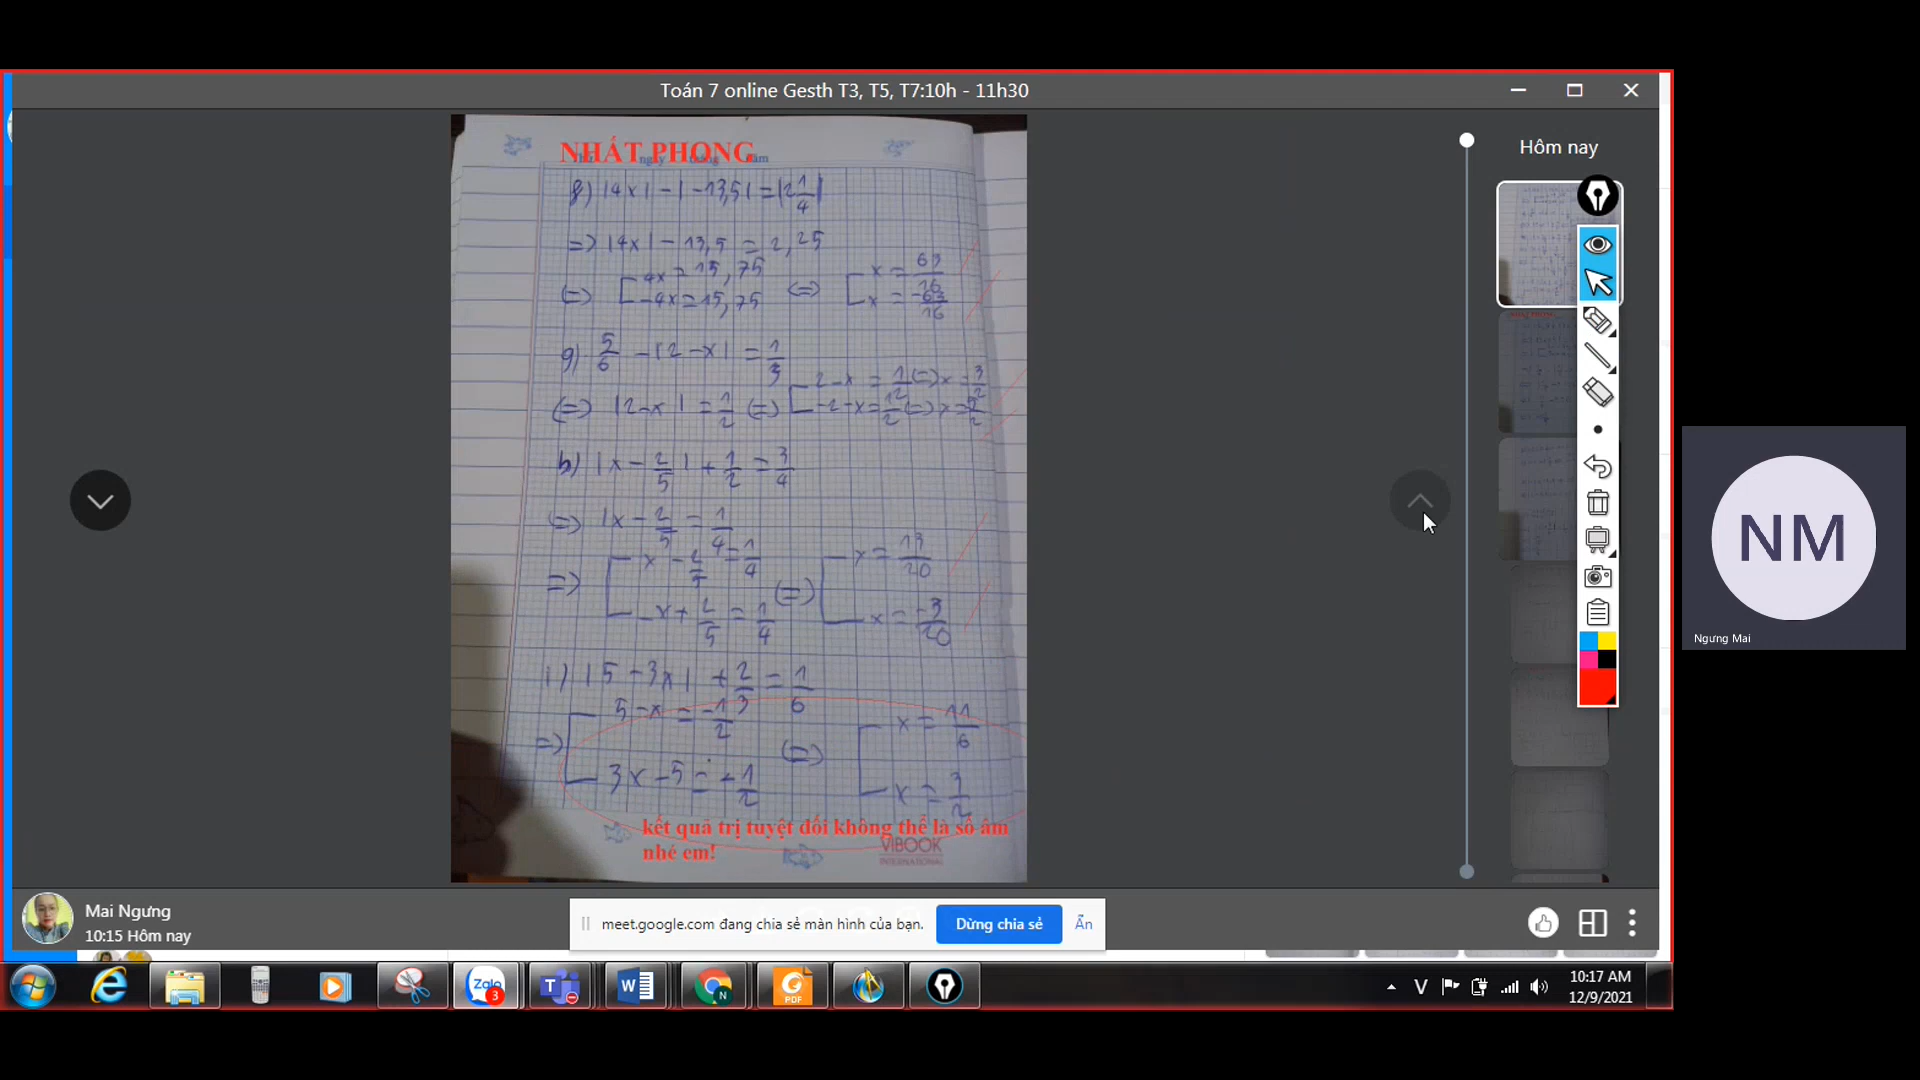 Toán 7 online Gesth T3, T5, T7:10h - 11h30
Hôm nay
NHẤT PHONG
f) |4x| - |-13,5| = |2 1/4|
=> |4x| - 13,5 = 2,25
(=) [ 4x = 15,75
-4x = 15,75 (=) [ x = 63/16
x = -63/16
g) 5/6 - |2 - x| = 1/3
(=) |2 - x| = 1/2 (=) [ 2 - x = 1/2 (=) x = 3/2
-2 - x = 1/2 (=)
h) |x - 2/5| + 1/2 = 3/4
(=) |x - 2/5 = 1/4
=> [ x - 2/5 = 1/4
-x + 2/5 = 1/4 (=) [ x = 13/20
x = -3/20
i) |5 - 3x| + 2/3 = 1/6
=> [ 5 - x = -1/2
3x - 5 = -1/2 (=) [ x = 11/6
x = 3/2
kết quả trị tuyệt đối không thể là số âm
nhé em!
VIBOOK
INTERNATIONAL
NM
Ngưng Mai
Mai Ngưng
10:15 Hôm nay
meet.google.com đang chia sẻ màn hình của bạn.
Dừng chia sẻ
Ẩn
Zalo
3
10:17 AM
12/9/2021